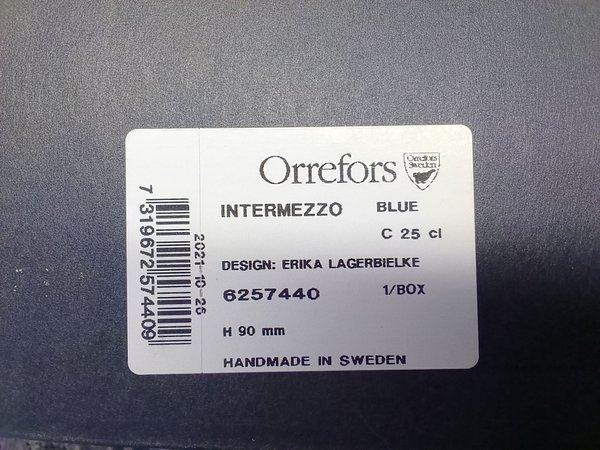 Orrefors
Orrefors
Sweden
INTERMEZZO BLUE
C 25 cl
DESIGN: ERIKA LAGERBIELKE
6257440 1/BOX
H 90 mm
HANDMADE IN SWEDEN
2021-10-26
7 319672 574409